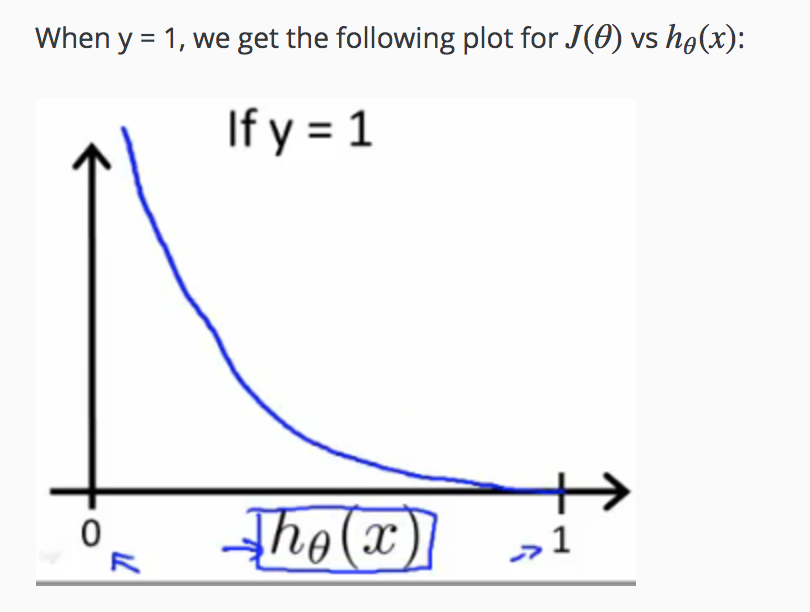 When y = 1, we get the following plot for J(θ) vs hθ(x):
If y = 1
0
hθ(x)
1